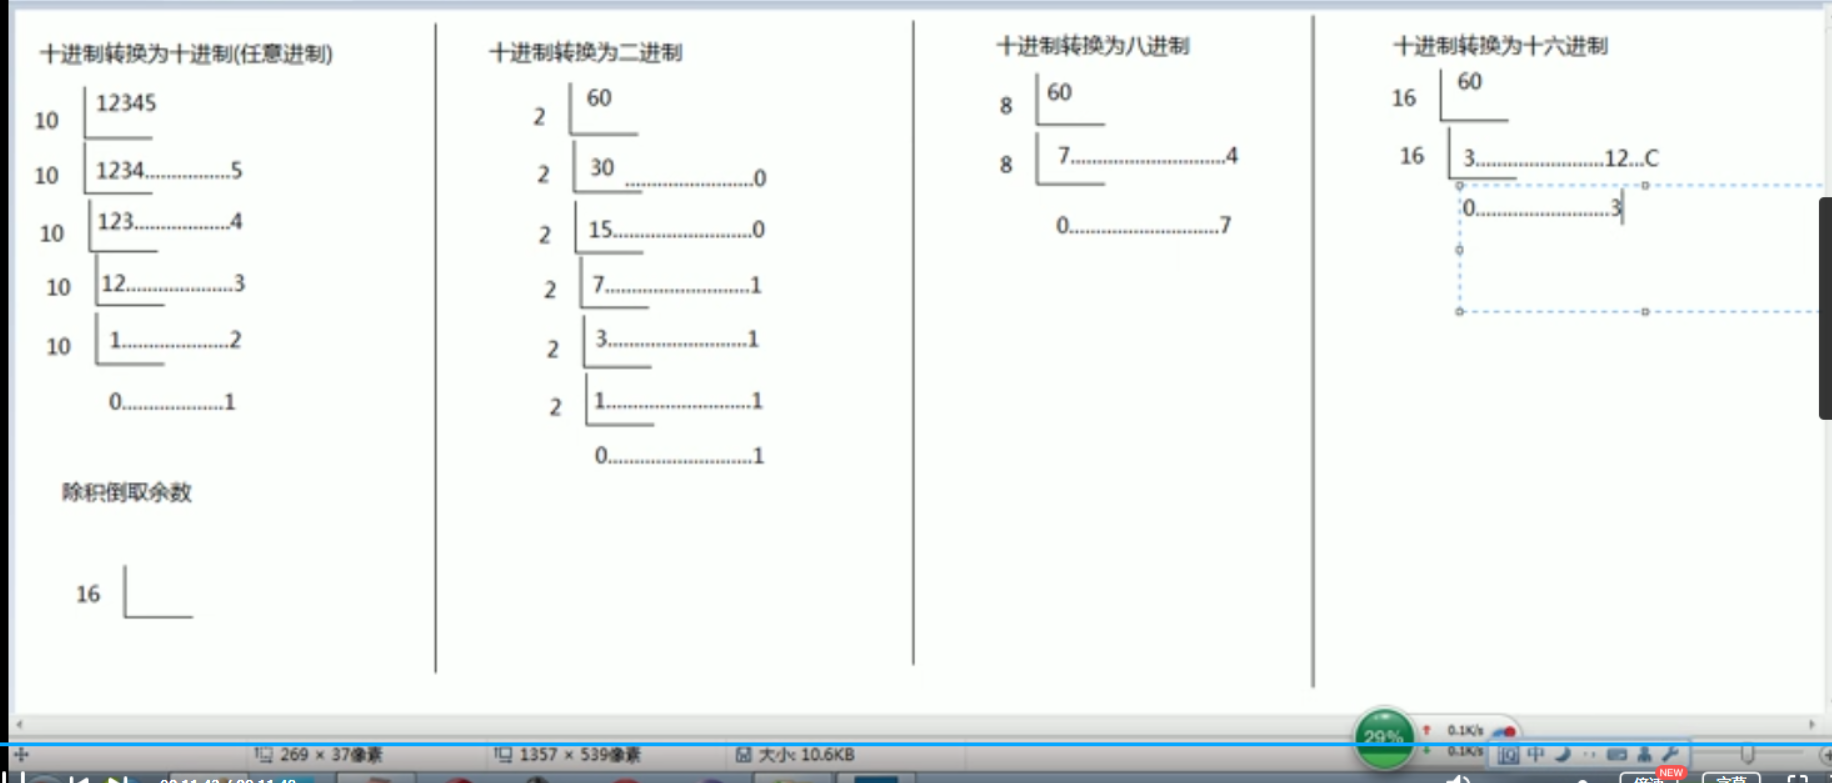 十进制转换为十进制(任意进制)
10 12345
10 1234................5
10 123..................4
10 12....................3
10 1....................2
0...................1
除积倒取余数
16
十进制转换为二进制
2 60
2 30 ........................0
2 15..........................0
2 7...........................1
2 3..........................1
2 1...........................1
0...........................1
十进制转换为八进制
8 60
8 7.............................4
0............................7
十进制转换为十六进制
16 60
16 3........................12...C
0.........................3
29%
0.1K/s
0.1K/s
269 × 37像素
1357 × 539像素
大小: 10.6KB
中
NEW